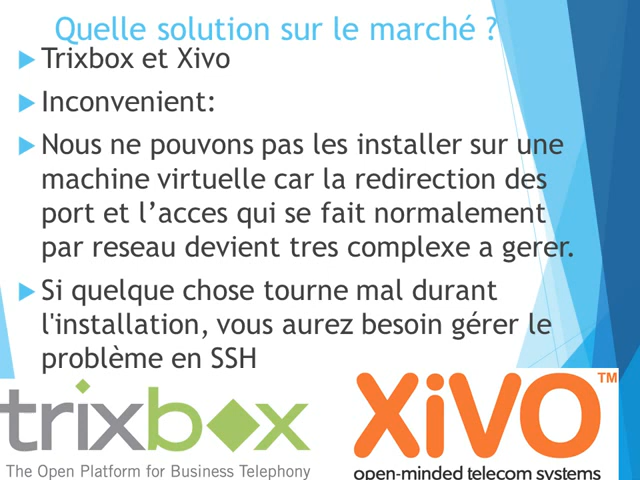 Quelle solution sur le marché ?
Trixbox et Xivo
Inconvenient:
Nous ne pouvons pas les installer sur une
machine virtuelle car la redirection des
port et l’acces qui se fait normalement
par reseau devient tres complexe a gerer.
Si quelque chose tourne mal durant
l'installation, vous aurez besoin gérer le
problème en SSH
trixbox
The Open Platform for Business Telephony
XiVO™
open-minded telecom systems